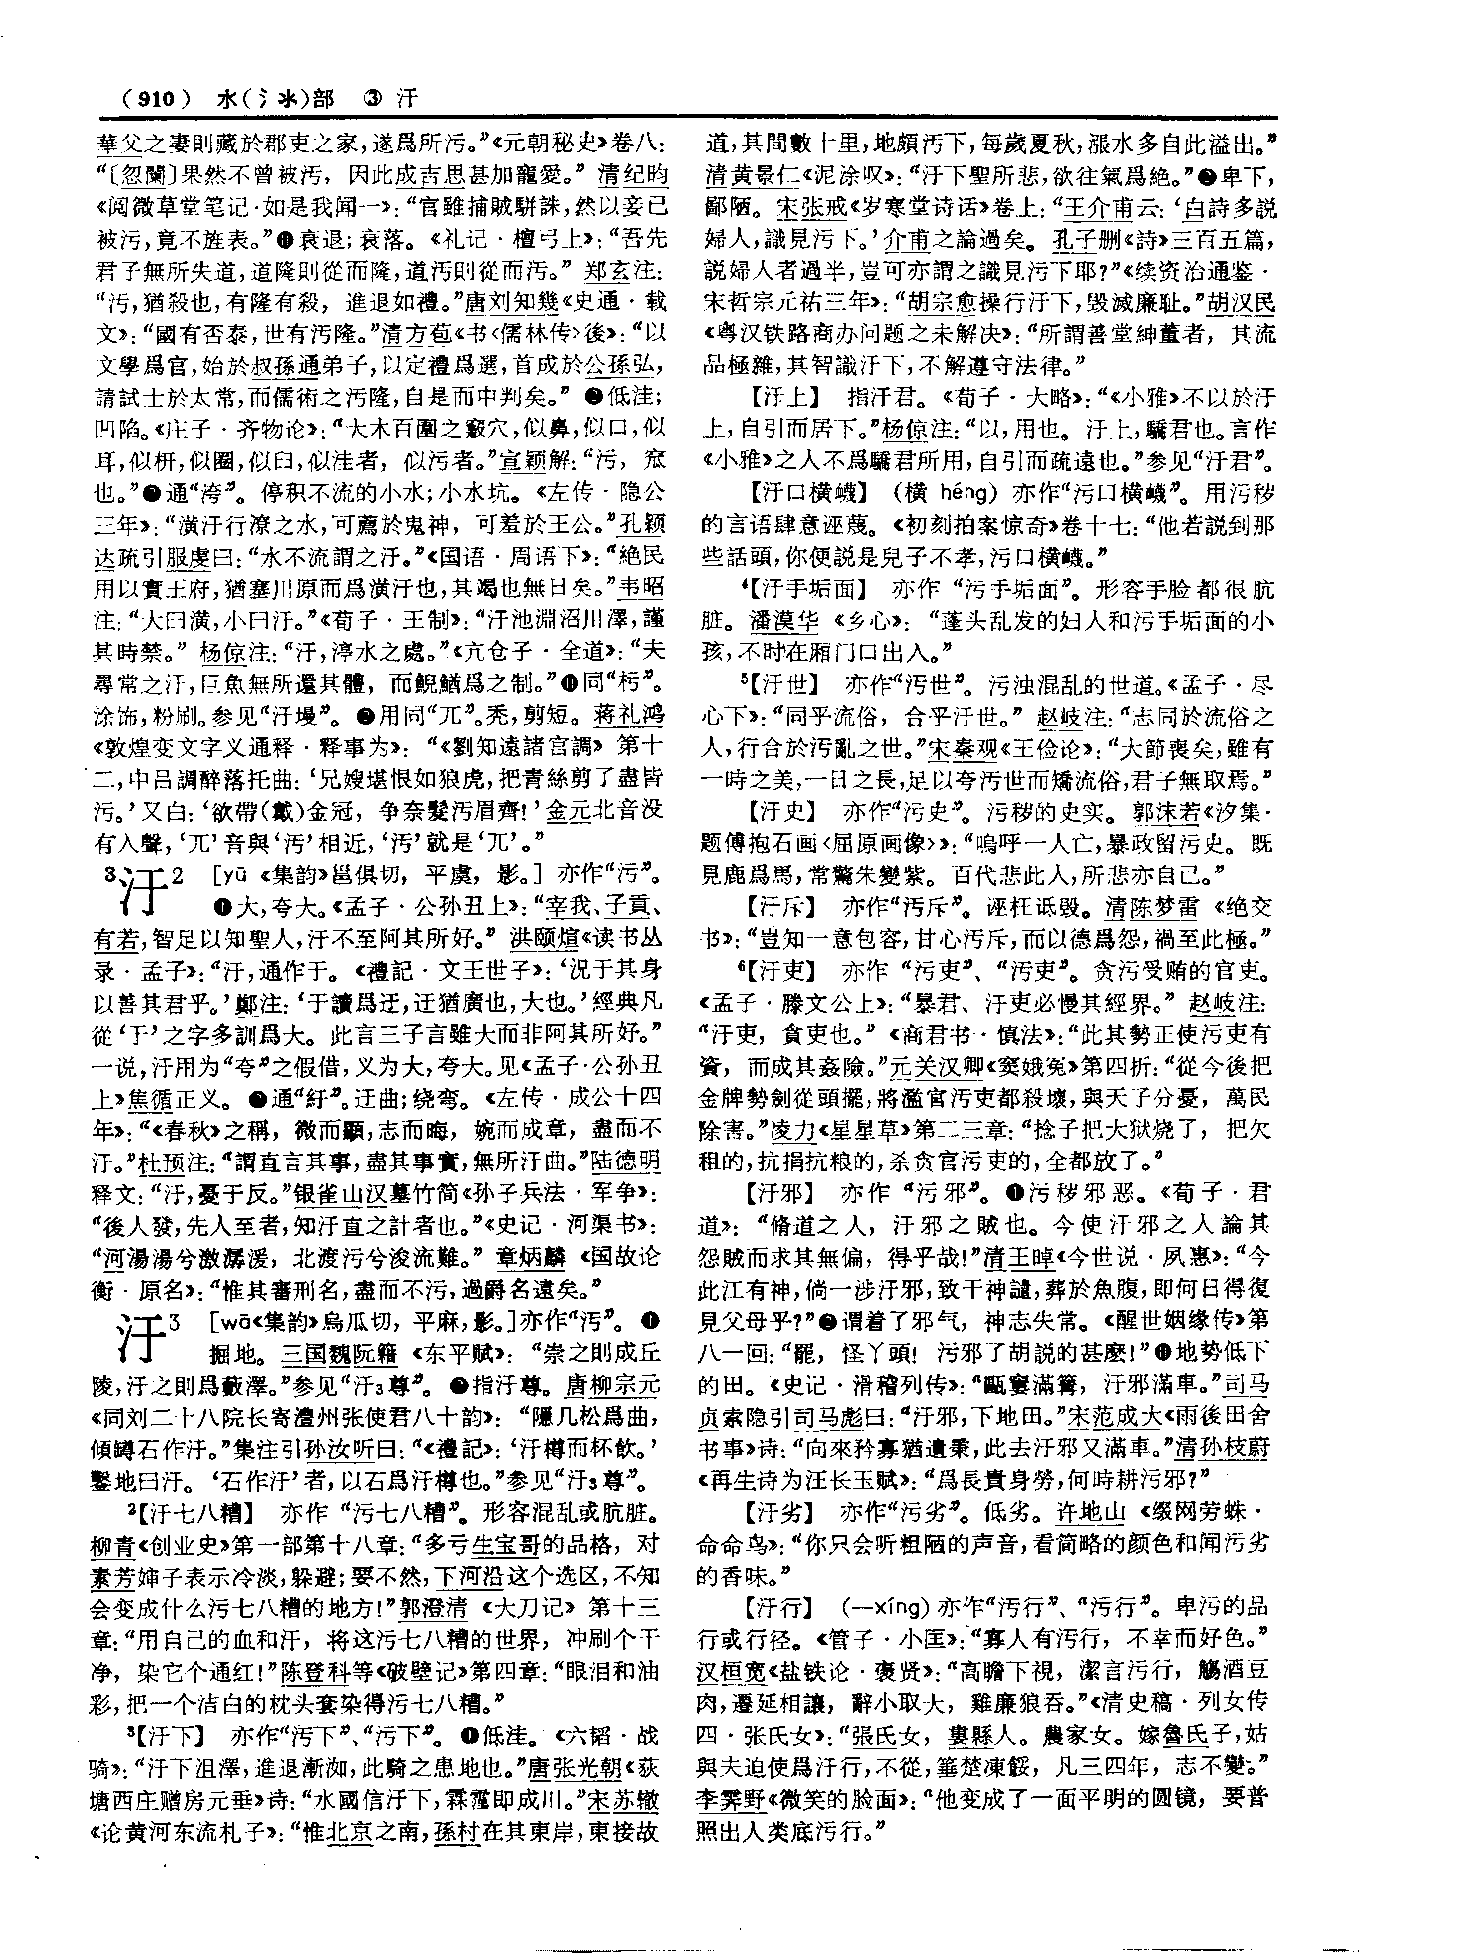 （910） 水(氵氺)部 ③ 汙
華父之妻則藏於郡吏之家，遂爲所污。”《元朝秘史》卷八：
“〔忽闌〕果然不曾被污，因此成吉思甚加寵愛。” 清纪昀
《阅微草堂笔记·如是我闻一》：“官雖捕賊駢誅，然以妾已
被污，竟不旌表。”⓫衰退；衰落。《礼记·檀弓上》：“吾先
君子無所失道，道隆則從而隆，道污則從而污。” 郑玄注：
“污，猶殺也，有隆有殺，進退如禮。”唐刘知幾《史通·载
文》：“國有否泰，世有污隆。”清方苞《书〈儒林传〉後》：“以
文學爲官，始於叔孫通弟子，以定禮爲選，首成於公孫弘，
請試士於太常，而儒術之污隆，自是而中判矣。” ⓬低洼；
凹陷。《庄子·齐物论》：“大木百圍之竅穴，似鼻，似口，似
耳，似枅，似圈，似臼，似洼者，似污者。”宣颖解：“污，窊
也。”⓭通“洿”。停积不流的小水；小水坑。《左传·隐公
三年》：“潢汙行潦之水，可薦於鬼神，可羞於王公。”孔颖
达疏引服虔曰：“水不流謂之汙。”《国语·周语下》：“絶民
用以實王府，猶塞川原而爲潢汙也，其竭也無日矣。”韦昭
注：“大曰潢，小曰汙。”《荀子·王制》：“汙池淵沼川澤，謹
其時禁。” 杨倞注：“汙，渟水之處。”《亢仓子·全道》：“夫
尋常之汙，巨魚無所還其體，而鯢鰌爲之制。”⓮同“杇”。
涂饰，粉刷。参见“汙墁”。⓯用同“兀”。秃，剪短。蒋礼鸿
《敦煌变文字义通释·释事为》：“《劉知遠諸宮調》第十
二，中吕調醉落托曲：‘兄嫂堪恨如狼虎，把青絲剪了盡皆
污。’又白：‘欲帶(戴)金冠，争奈髮污眉齊！’金元北音没
有入聲，‘兀’音與‘污’相近，‘污’就是‘兀’。”
³汙₂ [yū《集韵》邕俱切，平虞，影。] 亦作“污”。
❶大，夸大。《孟子·公孙丑上》：“宰我、子貢、
有若，智足以知聖人，汙不至阿其所好。” 洪颐煊《读书丛
录·孟子》：“汙，通作于。《禮記·文王世子》：‘況于其身
以善其君乎。’鄭注：‘于讀爲迂，迂猶廣也，大也。’經典凡
從‘于’之字多訓爲大。此言三子言雖大而非阿其所好。”
一说，汙用为“夸”之假借，义为大，夸大。见《孟子·公孙丑
上》焦循正义。 ❷通“紆”。迂曲；绕弯。《左传·成公十四
年》：“《春秋》之稱，微而顯，志而晦，婉而成章，盡而不
汙。”杜预注：“謂直言其事，盡其事實，無所汙曲。”陆德明
释文：“汙，憂于反。”银雀山汉墓竹简《孙子兵法·军争》：
“後人發，先人至者，知汙直之計者也。”《史记·河渠书》：
“河湯湯兮激潺湲，北渡污兮浚流難。” 章炳麟《国故论
衡·原名》：“惟其審刑名，盡而不污，過爵名遠矣。”
汙₃ [wā《集韵》烏瓜切，平麻，影。]亦作“污”。 ❶
掘地。三国魏阮籍《东平赋》：“崇之則成丘
陵，汙之則爲藪澤。”参见“汙₃尊”。 ❷指汙尊。唐柳宗元
《同刘二十八院长寄澧州张使君八十韵》：“隱几松爲曲，
傾罇石作汙。”集注引孙汝听曰：“《禮記》：‘汙樽而杯飲。’
鑿地曰汙。‘石作汙’者，以石爲汙樽也。”参见“汙₃尊”。
²【汙七八糟】 亦作“污七八糟”。形容混乱或肮脏。
柳青《创业史》第一部第十八章：“多亏生宝哥的品格，对
素芳婶子表示冷淡，躲避；要不然，下河沿这个选区，不知
会变成什么污七八糟的地方！”郭澄清《大刀记》第十三
章：“用自己的血和汗，将这污七八糟的世界，冲刷个干
净，染它个通红！”陈登科等《破壁记》第四章：“眼泪和油
彩，把一个洁白的枕头套染得污七八糟。”
³【汙下】 亦作“汚下”、“污下”。 ❶低洼。《六韬·战
骑》：“汙下沮澤，進退漸洳，此騎之患地也。”唐张光朝《荻
塘西庄赠房元垂》诗：“水國信汙下，霖霪即成川。”宋苏辙
《论黄河东流札子》：“惟北京之南，孫村在其東岸，東接故
道，其間數十里，地頗汚下，每歲夏秋，漲水多自此溢出。”
清黄景仁《泥涂叹》：“汙下聖所悲，欲往氣爲絶。”❷卑下，
鄙陋。宋张戒《岁寒堂诗话》卷上：“王介甫云：‘白詩多説
婦人，識見污下。’介甫之論過矣。孔子删《詩》三百五篇，
説婦人者過半，豈可亦謂之識見污下耶？”《续资治通鉴·
宋哲宗元祐三年》：“胡宗愈操行汙下，毁滅廉耻。”胡汉民
《粤汉铁路商办问题之未解决》：“所謂善堂紳董者，其流
品極雜，其智識汙下，不解遵守法律。”
【汙上】 指汙君。《荀子·大略》：“《小雅》不以於汙
上，自引而居下。”杨倞注：“以，用也。汙上，驕君也。言作
《小雅》之人不爲驕君所用，自引而疏遠也。”参见“汙君”。
【汙口横衊】（横 héng）亦作“污口横衊”。用污秽
的言语肆意诬蔑。《初刻拍案惊奇》卷十七：“他若説到那
些話頭，你便説是兒子不孝，污口横衊。”
⁴【汙手垢面】 亦作“污手垢面”。形容手脸都很肮
脏。潘漠华《乡心》：“蓬头乱发的妇人和污手垢面的小
孩，不时在厢门口出入。”
⁵【汙世】 亦作“污世”。污浊混乱的世道。《孟子·尽
心下》：“同乎流俗，合乎汙世。” 赵岐注：“志同於流俗之
人，行合於污亂之世。”宋秦观《王俭论》：“大節喪矣，雖有
一時之美，一日之長，足以夸污世而矯流俗，君子無取焉。”
【汙史】 亦作“污史”。污秽的史实。郭沫若《汐集·
题傅抱石画〈屈原画像〉》：“嗚呼一人亡，暴政留污史。既
見鹿爲馬，常驚朱變紫。百代悲此人，所悲亦自己。”
【汙斥】 亦作“污斥”。诬枉诋毁。清陈梦雷《绝交
书》：“豈知一意包容，甘心污斥，而以德爲怨，禍至此極。”
⁶【汙吏】 亦作“污吏”、“汚吏”。贪污受贿的官吏。
《孟子·滕文公上》：“暴君、汙吏必慢其經界。” 赵岐注：
“汙吏，貪吏也。”《商君书·慎法》：“此其勢正使污吏有
資，而成其姦險。”元关汉卿《窦娥冤》第四折：“從今後把
金牌勢劍從頭擺，將濫官污吏都殺壞，與天子分憂，萬民
除害。”凌力《星星草》第二三章：“捻子把大狱烧了，把欠
租的，抗捐抗粮的，杀贪官污吏的，全都放了。”
【汙邪】 亦作“污邪”。 ❶污秽邪恶。《荀子·君
道》：“脩道之人，汙邪之賊也。今使汙邪之人論其
怨賊而求其無偏，得乎哉！”清王晫《今世说·夙惠》：“今
此江有神，倘一涉汙邪，致干神譴，葬於魚腹，即何日得復
見父母乎？”❷谓着了邪气，神志失常。《醒世姻缘传》第
八一回：“罷，怪丫頭！污邪了胡説的甚麽！”❸地势低下
的田。《史记·滑稽列传》：“甌窶滿篝，汙邪滿車。”司马
贞索隐引司马彪曰：“汙邪，下地田。”宋范成大《雨後田舍
书事》诗：“向來矜寡猶遺秉，此去汙邪又滿車。”清孙枝蔚
《再生诗为汪长玉赋》：“爲長責身勞，何時耕污邪？”
【汙劣】 亦作“污劣”。低劣。许地山《缀网劳蛛·
命命鸟》：“你只会听粗陋的声音，看简略的颜色和闻污劣
的香味。”
【汙行】（—xíng）亦作“污行”、“汚行”。卑污的品
行或行径。《管子·小匡》：“寡人有污行，不幸而好色。”
汉桓宽《盐铁论·褒贤》：“高瞻下視，潔言污行，觴酒豆
肉，遷延相讓，辭小取大，雞廉狼吞。”《清史稿·列女传
四·张氏女》：“張氏女，婁縣人。農家女。嫁魯氏子，姑
與夫迫使爲汙行，不從，箠楚凍餒，凡三四年，志不變。”
李霁野《微笑的脸面》：“他变成了一面平明的圆镜，要普
照出人类底污行。”